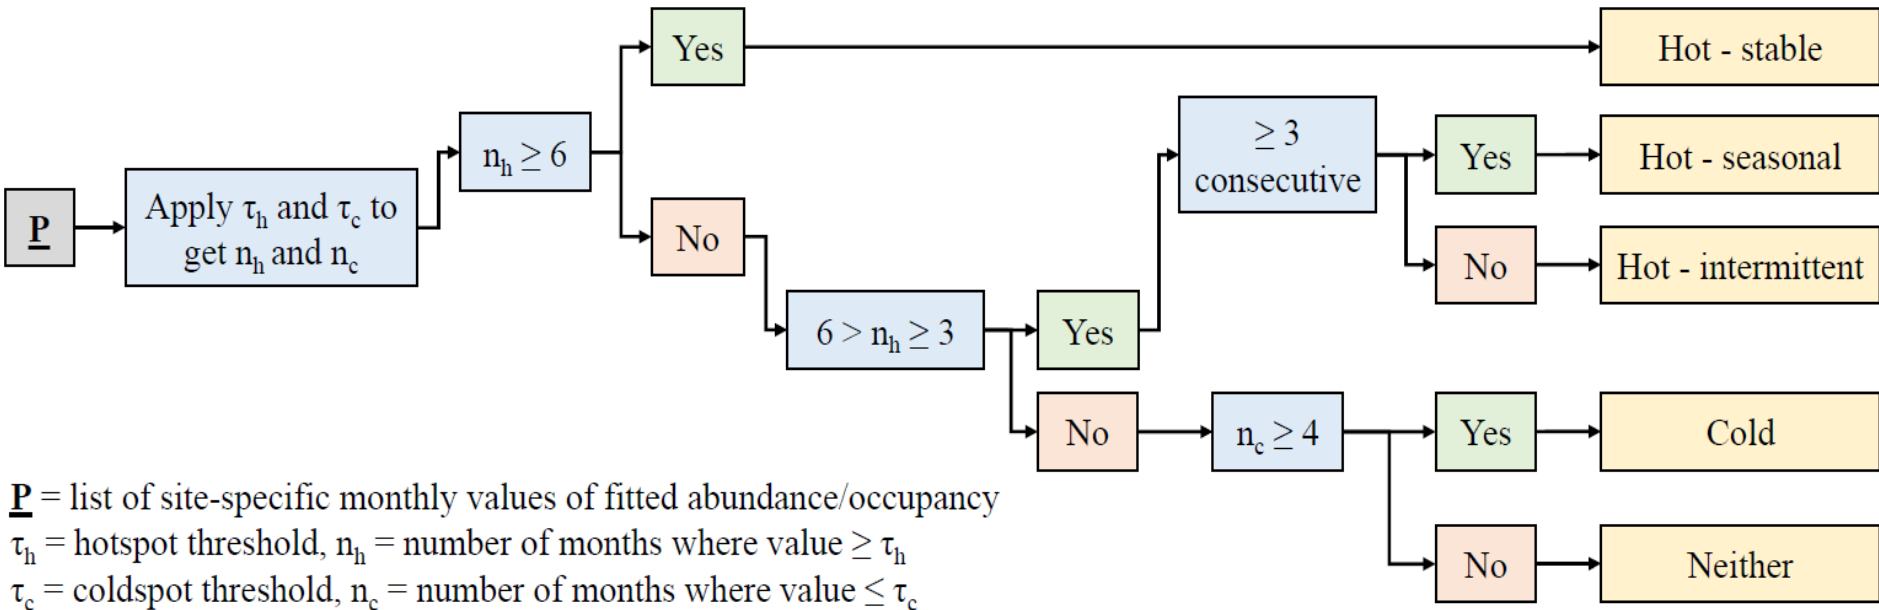 P
Apply τh and τc to
get nh and nc
nh ≥ 6
Yes
Hot - stable
No
6 > nh ≥ 3
Yes
≥ 3
consecutive
Yes
Hot - seasonal
No
Hot - intermittent
No
nc ≥ 4
Yes
Cold
No
Neither
P = list of site-specific monthly values of fitted abundance/occupancy
τh = hotspot threshold, nh = number of months where value ≥ τh
τc = coldspot threshold, nc = number of months where value ≤ τc